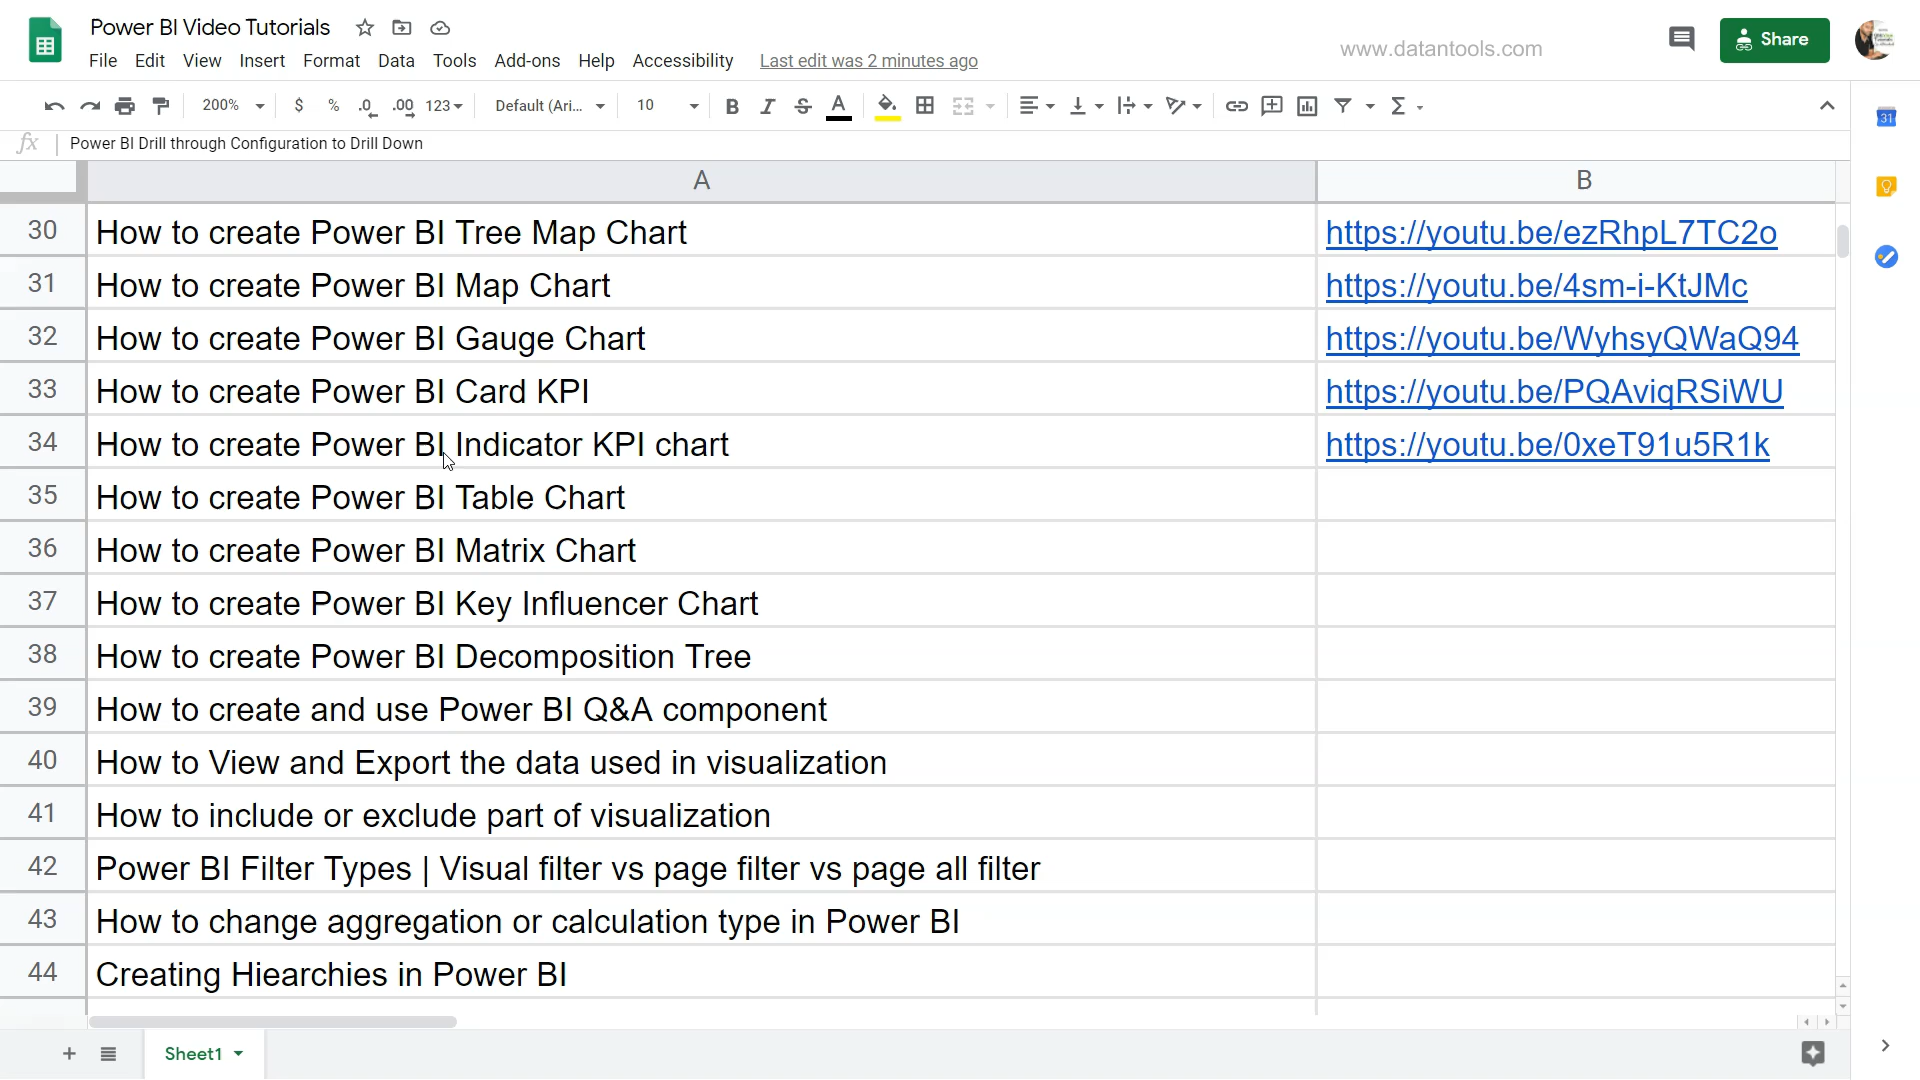 Power BI Video Tutorials
File Edit View Insert Format Data Tools Add-ons Help Accessibility Last edit was 2 minutes ago
www.datantools.com
Share
200% $ % .0 .00 123 Default (Ari... 10 B I S A
fx Power BI Drill through Configuration to Drill Down
31
A B
30 How to create Power BI Tree Map Chart https://youtu.be/ezRhpL7TC2o
31 How to create Power BI Map Chart https://youtu.be/4sm-i-KtJMc
32 How to create Power BI Gauge Chart https://youtu.be/WyhsyQWaQ94
33 How to create Power BI Card KPI https://youtu.be/PQAviqRSiWU
34 How to create Power BI Indicator KPI chart https://youtu.be/0xeT91u5R1k
35 How to create Power BI Table Chart
36 How to create Power BI Matrix Chart
37 How to create Power BI Key Influencer Chart
38 How to create Power BI Decomposition Tree
39 How to create and use Power BI Q&A component
40 How to View and Export the data used in visualization
41 How to include or exclude part of visualization
42 Power BI Filter Types | Visual filter vs page filter vs page all filter
43 How to change aggregation or calculation type in Power BI
44 Creating Hiearchies in Power BI
Sheet1